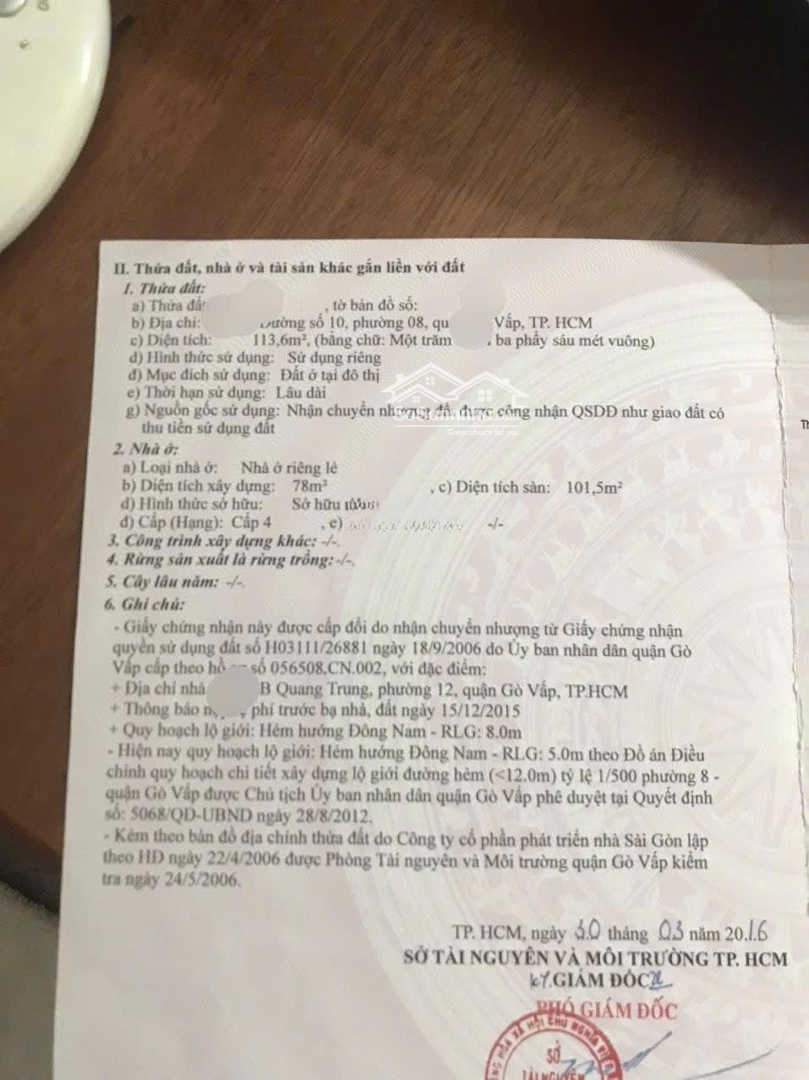 II. Thửa đất, nhà ở và tài sản khác gắn liền với đất
1. Thửa đất:
a) Thửa đất , tờ bản đồ số:
b) Địa chỉ: Đường số 10, phường 08, qu Vấp, TP. HCM
c) Diện tích: 113,6m², (bằng chữ: Một trăm ba phẩy sáu mét vuông)
d) Hình thức sử dụng: Sử dụng riêng
đ) Mục đích sử dụng: Đất ở tại đô thị
e) Thời hạn sử dụng: Lâu dài
g) Nguồn gốc sử dụng: Nhận chuyển nhượng đất được công nhận QSDĐ như giao đất có
thu tiền sử dụng đất
2. Nhà ở:
a) Loại nhà ở: Nhà ở riêng lẻ
b) Diện tích xây dựng: 78m² , c) Diện tích sàn: 101,5m²
d) Hình thức sở hữu: Sở hữu
đ) Cấp (Hạng): Cấp 4 , e) -/-
3. Công trình xây dựng khác: -/-.
4. Rừng sản xuất là rừng trồng: -/-.
5. Cây lâu năm: -/-.
6. Ghi chú:
- Giấy chứng nhận này được cấp đổi do nhận chuyển nhượng từ Giấy chứng nhận
quyền sử dụng đất số H03111/26881 ngày 18/9/2006 do Ủy ban nhân dân quận Gò
Vấp cấp theo hồ số 056508.CN.002, với đặc điểm:
+ Địa chỉ nhà B Quang Trung, phường 12, quận Gò Vấp, TP.HCM
+ Thông báo phí trước bạ nhà, đất ngày 15/12/2015
+ Quy hoạch lộ giới: Hẻm hướng Đông Nam - RLG: 8.0m
- Hiện nay quy hoạch lộ giới: Hẻm hướng Đông Nam - RLG: 5.0m theo Đồ án Điều
chỉnh quy hoạch chi tiết xây dựng lộ giới đường hẻm (<12.0m) tỷ lệ 1/500 phường 8 -
quận Gò Vấp được Chủ tịch Ủy ban nhân dân quận Gò Vấp phê duyệt tại Quyết định
số: 5068/QĐ-UBND ngày 28/8/2012.
- Kèm theo bản đồ địa chính thửa đất do Công ty cổ phần phát triển nhà Sài Gòn lập
theo HĐ ngày 22/4/2006 được Phòng Tài nguyên và Môi trường quận Gò Vấp kiểm
tra ngày 24/5/2006.
TP. HCM, ngày 30 tháng 03 năm 2016
SỞ TÀI NGUYÊN VÀ MÔI TRƯỜNG TP. HCM
KT.GIÁM ĐỐC
PHÓ GIÁM ĐỐC
SỞ
TÀI NGUYÊN